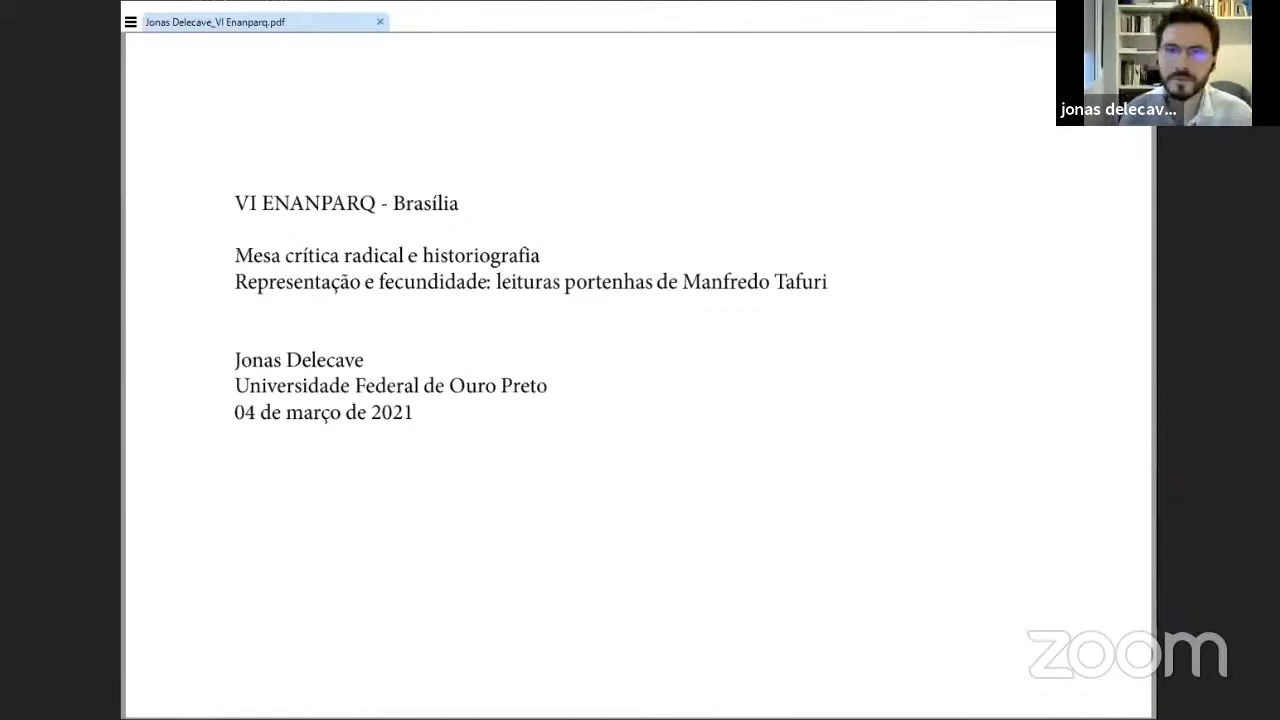 Jonas Delecave_VI Enanparq.pdf
jonas delecav...
VI ENANPARQ - Brasília
Mesa crítica radical e historiografia
Representação e fecundidade: leituras portenhas de Manfredo Tafuri
Jonas Delecave
Universidade Federal de Ouro Preto
04 de março de 2021
zoom